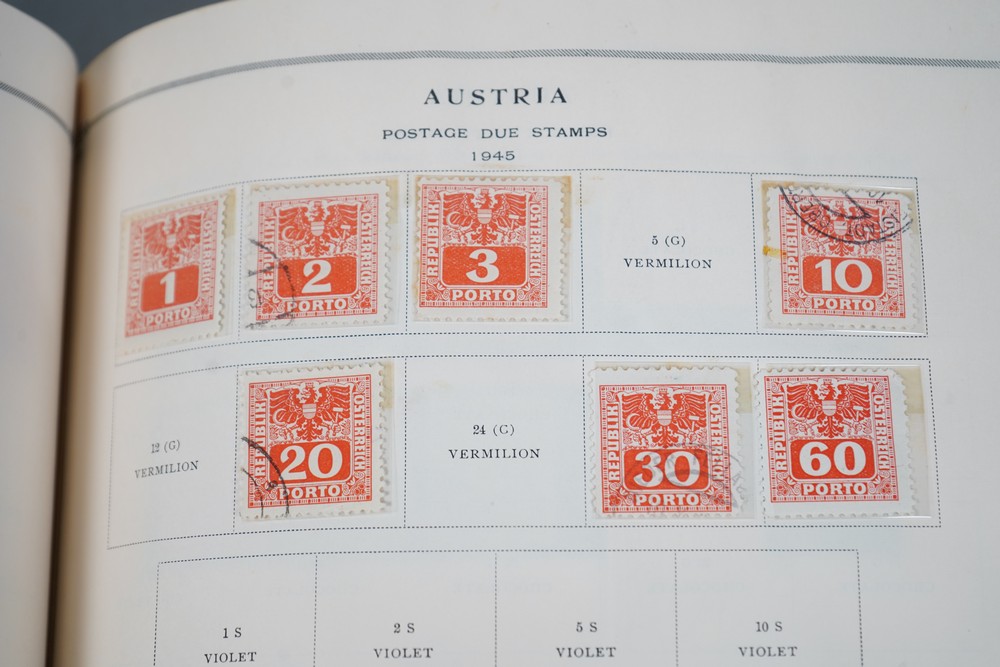 AUSTRIA
POSTAGE DUE STAMPS
1945
REPUBLIK
ÖSTERREICH
1
PORTO
REPUBLIK
ÖSTERREICH
2
PORTO
REPUBLIK
ÖSTERREICH
3
PORTO
5 (G)
VERMILION
REPUBLIK
ÖSTERREICH
10
PORTO
12 (G)
VERMILION
REPUBLIK
ÖSTERREICH
20
PORTO
24 (G)
VERMILION
REPUBLIK
ÖSTERREICH
30
PORTO
REPUBLIK
ÖSTERREICH
60
PORTO
1 S
VIOLET
2 S
VIOLET
5 S
VIOLET
10 S
VIOLET